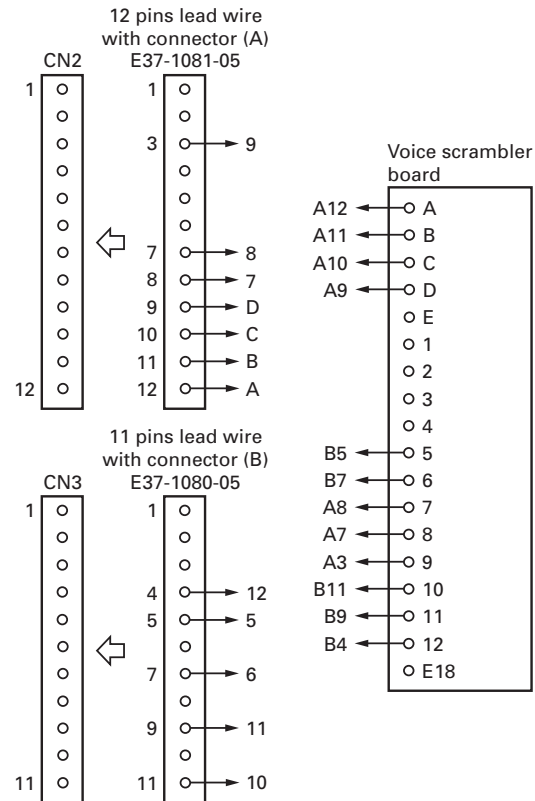 12 pins lead wire
with connector (A)
CN2 E37-1081-05
1 1
3 9
7 8
8 7
9 D
10 C
11 B
12 12 A
11 pins lead wire
with connector (B)
CN3 E37-1080-05
1 1
4 12
5 5
7 6
9 11
11 11 10
Voice scrambler
board
A12 A
A11 B
A10 C
A9 D
E
1
2
3
4
B5 5
B7 6
A8 7
A7 8
A3 9
B11 10
B9 11
B4 12
E18